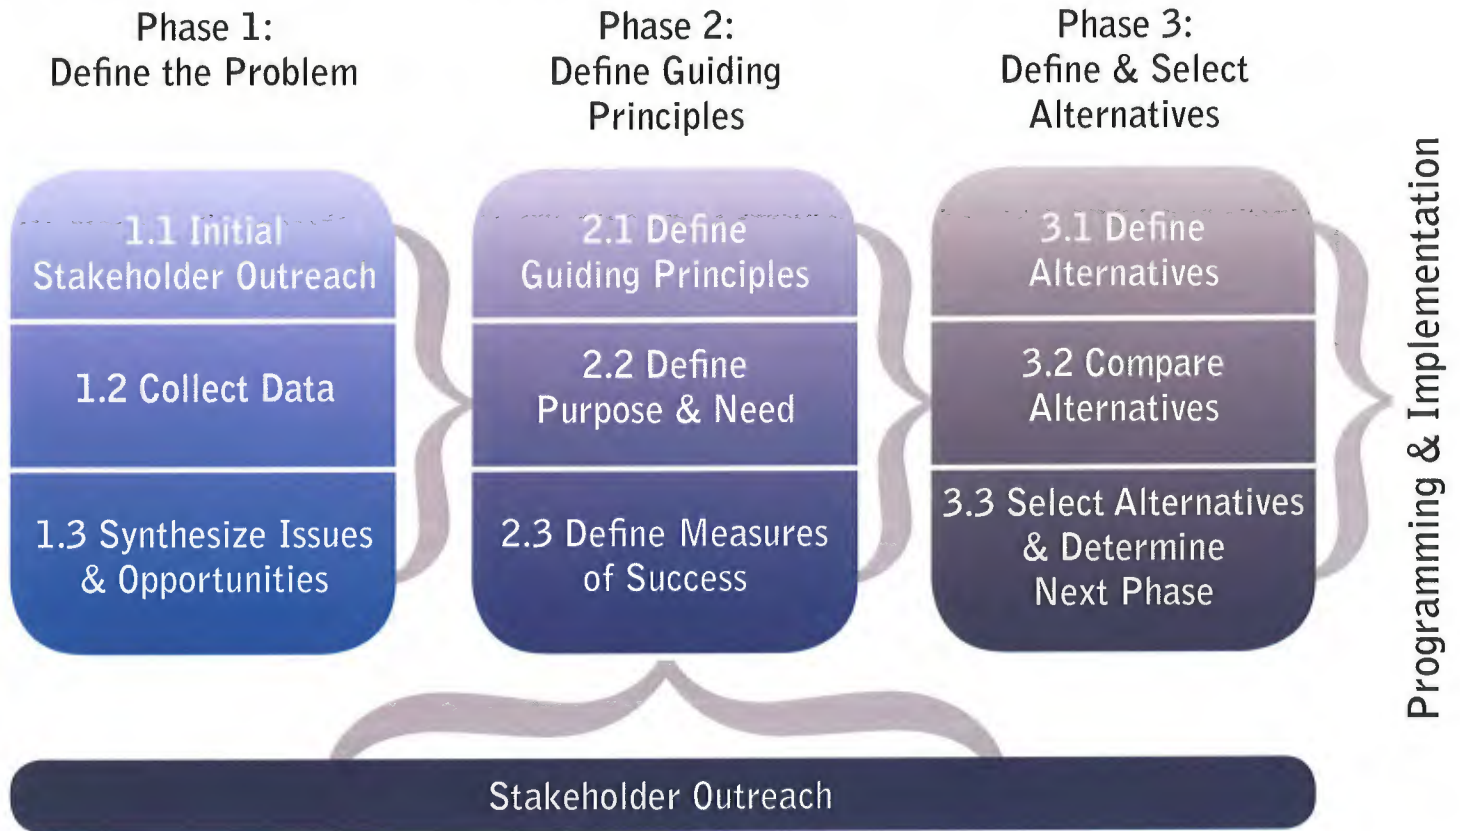 Phase 1:
Define the Problem
1.1 Initial
Stakeholder Outreach
1.2 Collect Data
1.3 Synthesize Issues
& Opportunities
Phase 2:
Define Guiding
Principles
2.1 Define
Guiding Principles
2.2 Define
Purpose & Need
2.3 Define Measures
of Success
Phase 3:
Define & Select
Alternatives
3.1 Define
Alternatives
3.2 Compare
Alternatives
3.3 Select Alternatives
& Determine
Next Phase
Programming & Implementation
Stakeholder Outreach